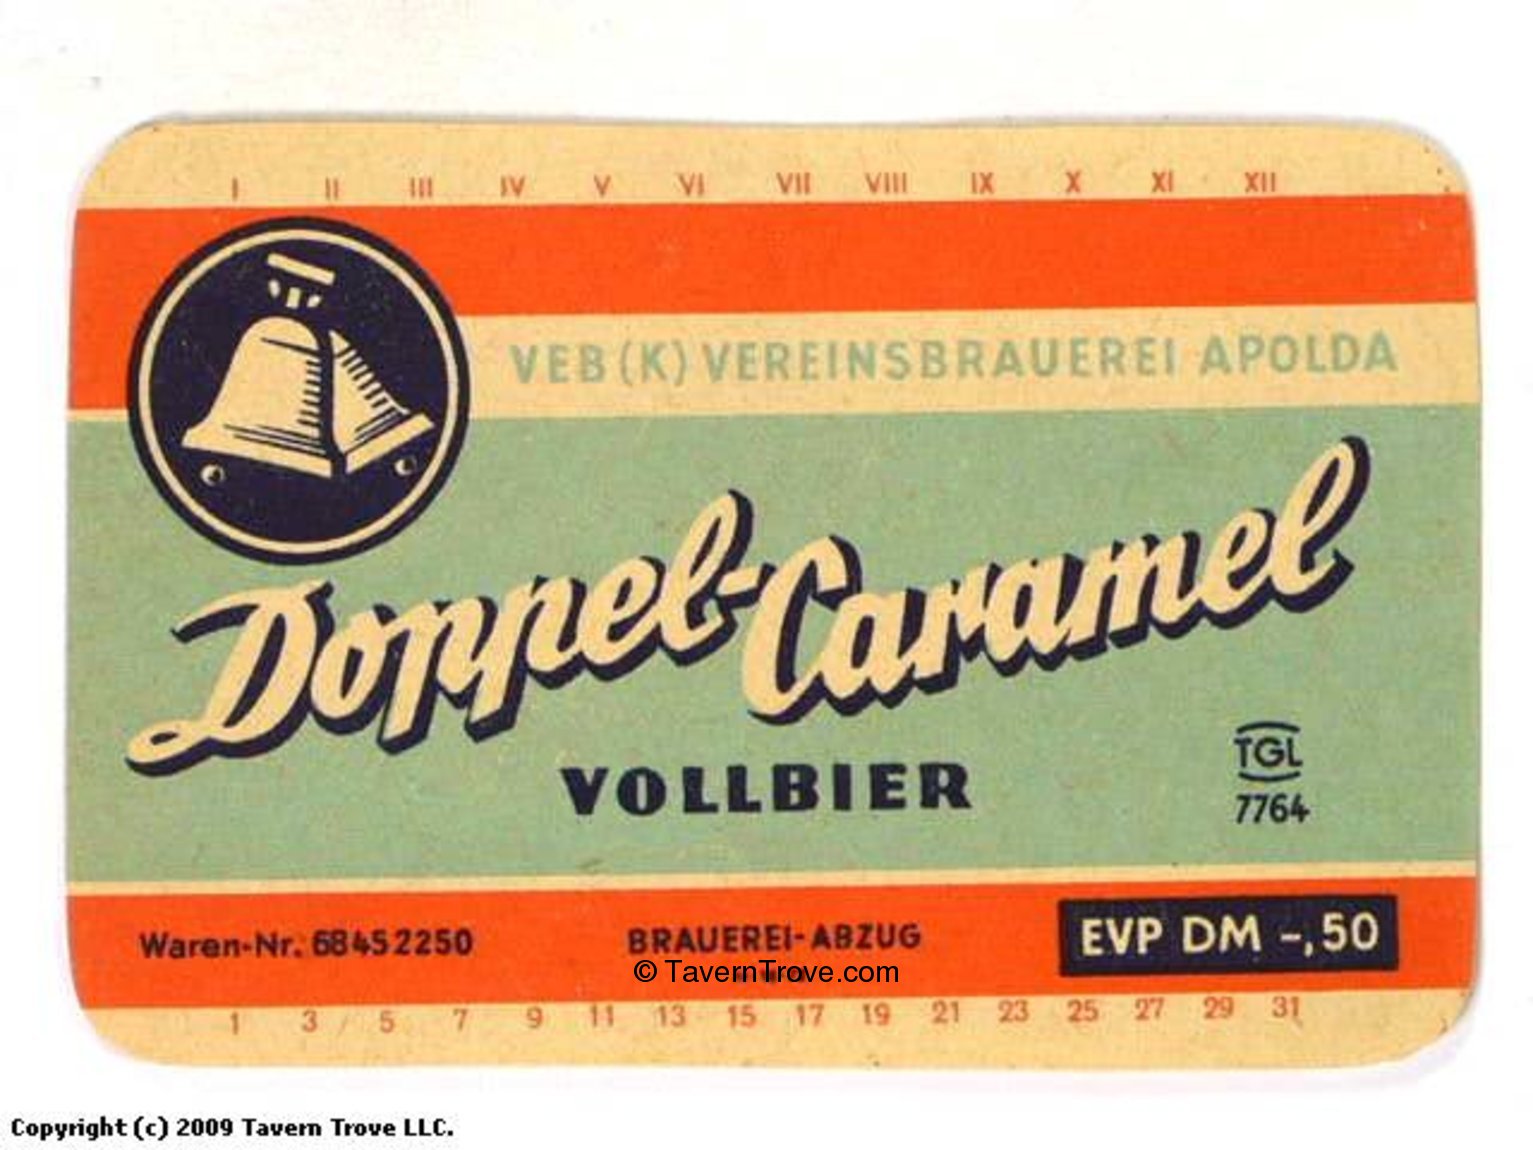 I II III IV V VI VII VIII IX X XI XII
VEB (K) VEREINSBRAUEREI APOLDA
Doppel-Caramel
VOLLBIER
TGL
7764
Waren-Nr. 68452250
BRAUEREI-ABZUG
EVP DM -,50
© TavernTrove.com
1 3 5 7 9 11 13 15 17 19 21 23 25 27 29 31
Copyright (c) 2009 Tavern Trove LLC.